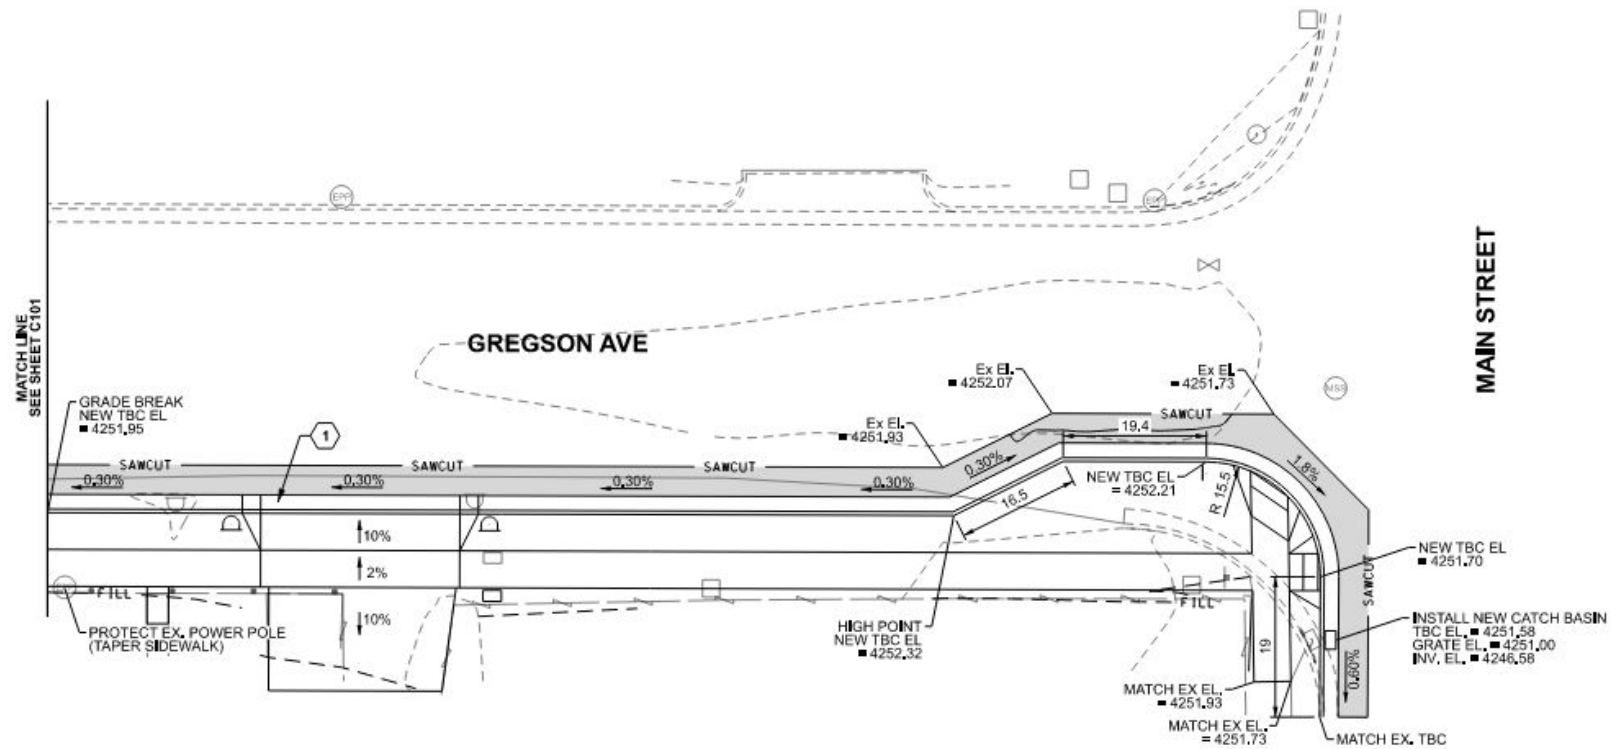 EPP
EPP
MAIN STREET
MATCH LINE
SEE SHEET C101
GREGSON AVE
MSS
Ex El.
= 4252.07
Ex El.
= 4251.73
GRADE BREAK
NEW TBC EL
= 4251.95
1
Ex El.
= 4251.93
SAWCUT
19.4
SAWCUT
SAWCUT
SAWCUT
0.30%
0.30%
0.30%
0.30%
0.30%
1.8%
NEW TBC EL
= 4252.21
R 15.5
16.5
10%
2%
10%
NEW TBC EL
= 4251.70
SAWCUT
FILL
FILL
PROTECT EX. POWER POLE
(TAPER SIDEWALK)
HIGH POINT
NEW TBC EL
= 4252.32
INSTALL NEW CATCH BASIN
TBC EL. = 4251.58
GRATE EL. = 4251.00
INV. EL. = 4246.58
19
0.60%
MATCH EX EL.
= 4251.93
MATCH EX EL.
= 4251.73
MATCH EX. TBC